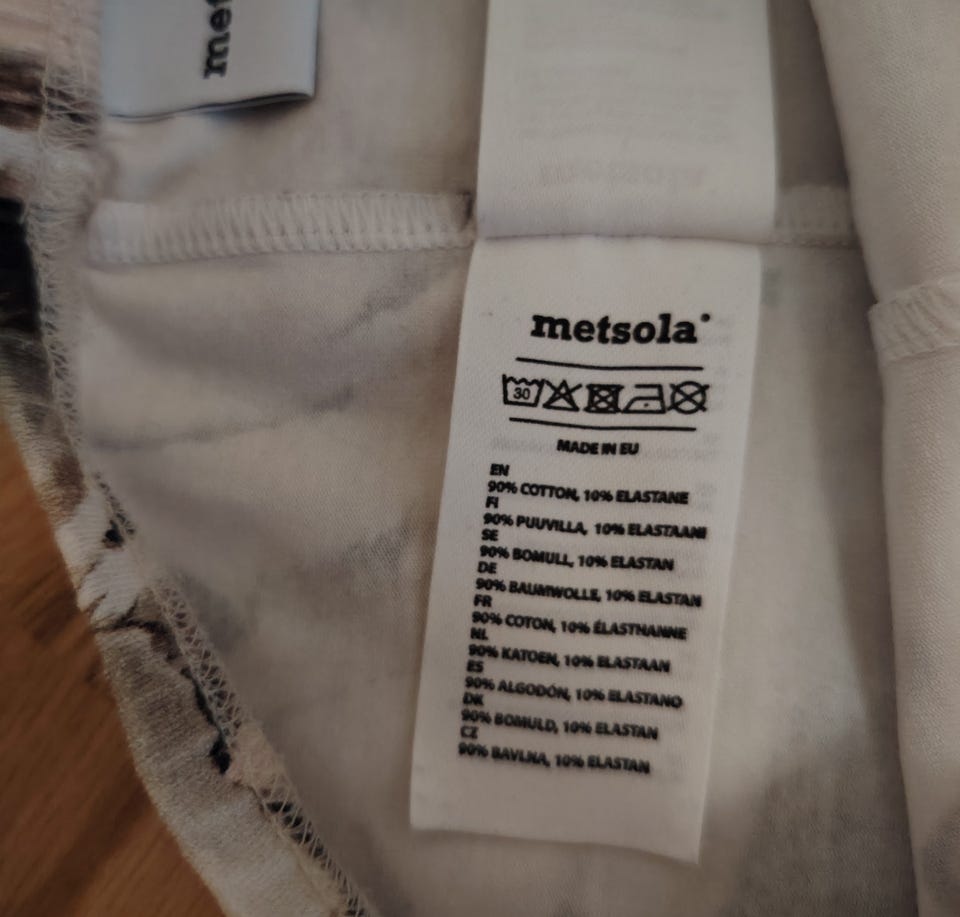 met
metsola
metsola
30
MADE IN EU
EN
90% COTTON, 10% ELASTANE
FI
90% PUUVILLA, 10% ELASTAANI
SE
90% BOMULL, 10% ELASTAN
DE
90% BAUMWOLLE, 10% ELASTAN
FR
90% COTON, 10% ÉLASTHANNE
NL
90% KATOEN, 10% ELASTAAN
ES
90% ALGODÓN, 10% ELASTANO
DK
90% BOMULD, 10% ELASTAN
CZ
90% BAVLNA, 10% ELASTAN